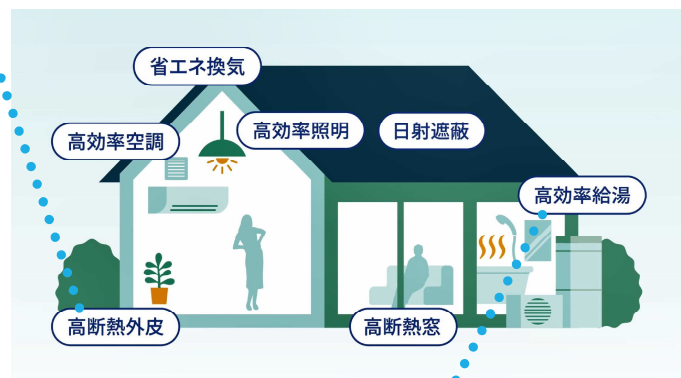 省エネ換気
高効率空調
高効率照明
日射遮蔽
高効率給湯
高断熱外皮
高断熱窓